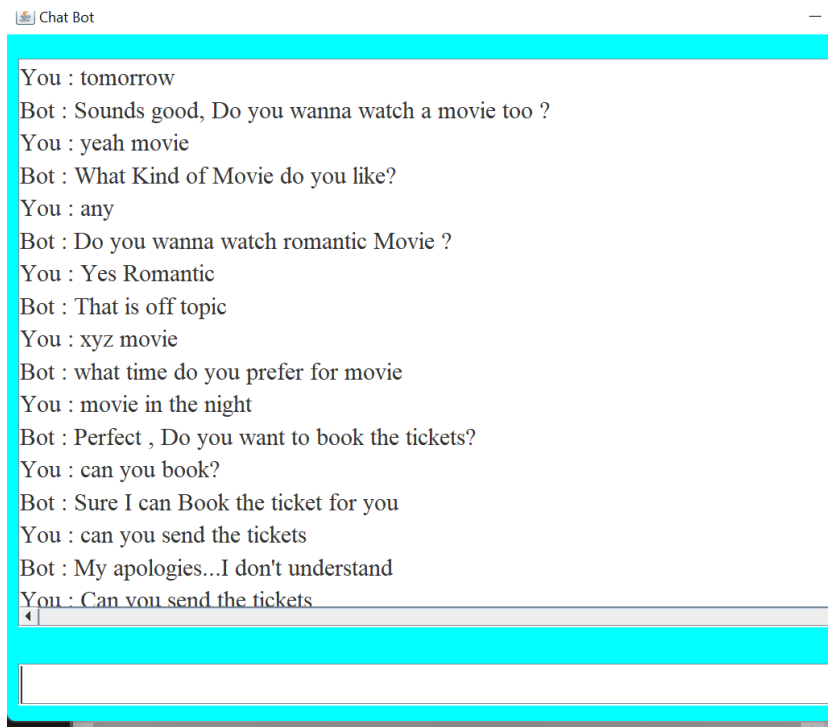 Chat Bot
You : tomorrow
Bot : Sounds good, Do you wanna watch a movie too ?
You : yeah movie
Bot : What Kind of Movie do you like?
You : any
Bot : Do you wanna watch romantic Movie ?
You : Yes Romantic
Bot : That is off topic
You : xyz movie
Bot : what time do you prefer for movie
You : movie in the night
Bot : Perfect , Do you want to book the tickets?
You : can you book?
Bot : Sure I can Book the ticket for you
You : can you send the tickets
Bot : My apologies...I don't understand
You : Can you send the tickets